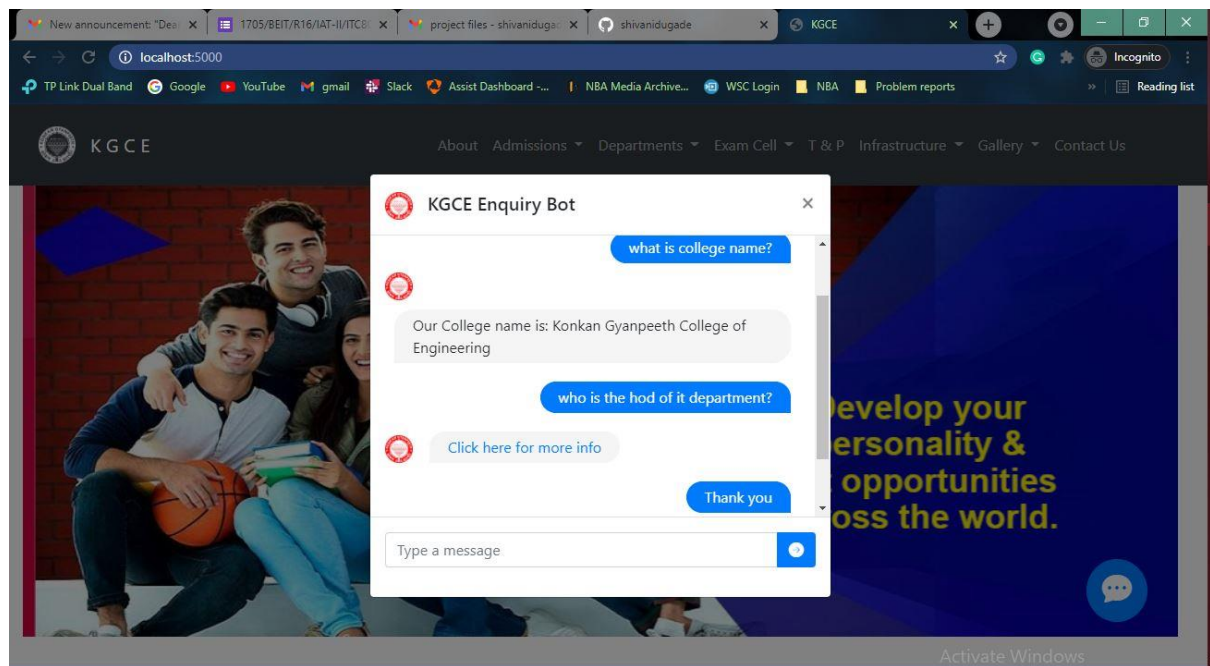 New announcement: "Dea
1705/BEIT/R16/IAT-II/ITC8
project files - shivanidugad
shivanidugade
KGCE
localhost:5000
Incognito
TP Link Dual Band Google YouTube gmail Slack Assist Dashboard -... NBA Media Archive... WSC Login NBA Problem reports » Reading list
K G C E
About Admissions Departments Exam Cell T & P Infrastructure Gallery Contact Us
KGCE Enquiry Bot ×
what is college name?
Our College name is: Konkan Gyanpeeth College of
Engineering
who is the hod of it department?
Click here for more info
Thank you
Type a message
evelop your
ersonality &
opportunities
oss the world.
Activate Windows